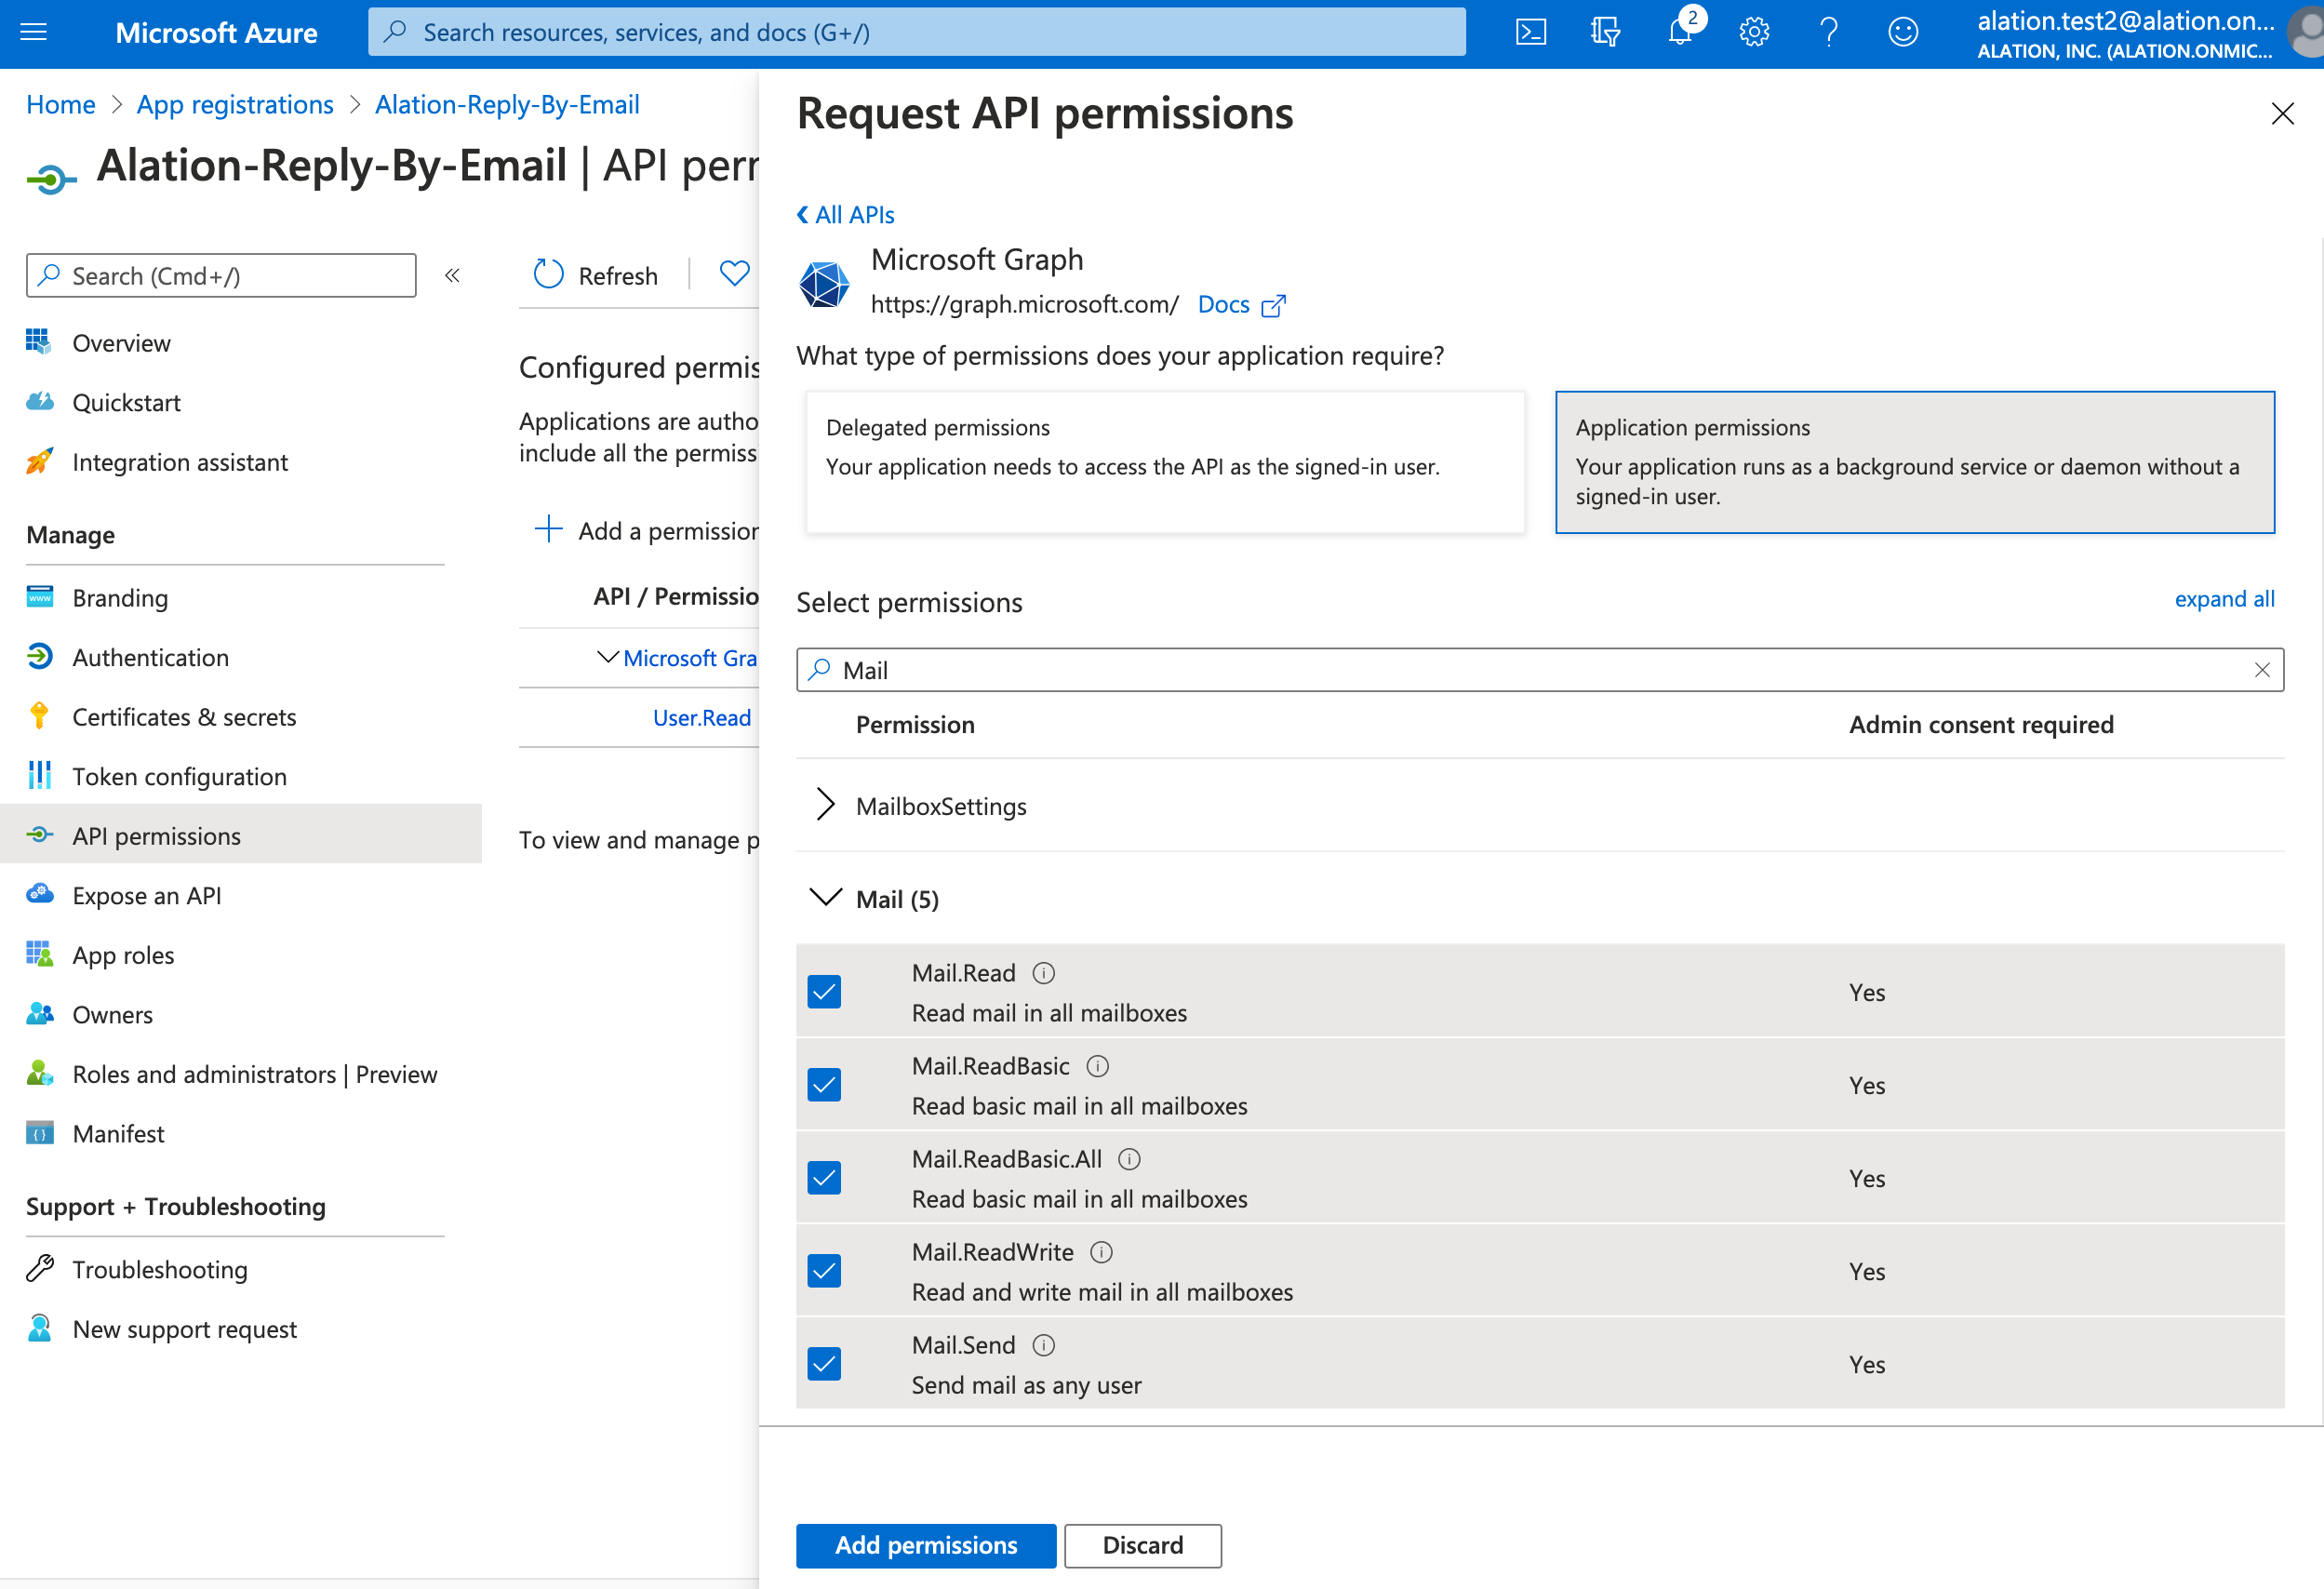 Microsoft Azure
Search resources, services, and docs (G+/)
2
alation.test2@alation.on...
ALATION, INC. (ALATION.ONMIC...
Home > App registrations > Alation-Reply-By-Email
Alation-Reply-By-Email | API perr
Search (Cmd+/)
«
Overview
Quickstart
Integration assistant
Manage
Branding
Authentication
Certificates & secrets
Token configuration
API permissions
Expose an API
App roles
Owners
Roles and administrators | Preview
Manifest
Support + Troubleshooting
Troubleshooting
New support request
Refresh
Configured permis
Applications are autho
include all the permiss
Add a permission
API / Permissio
Microsoft Gra
User.Read
To view and manage p
Request API permissions
All APIs
Microsoft Graph
https://graph.microsoft.com/ Docs
What type of permissions does your application require?
Delegated permissions
Your application needs to access the API as the signed-in user.
Application permissions
Your application runs as a background service or daemon without a
signed-in user.
Select permissions
expand all
Mail
Permission Admin consent required
MailboxSettings
Mail (5)
Mail.Read
Read mail in all mailboxes
Yes
Mail.ReadBasic
Read basic mail in all mailboxes
Yes
Mail.ReadBasic.All
Read basic mail in all mailboxes
Yes
Mail.ReadWrite
Read and write mail in all mailboxes
Yes
Mail.Send
Send mail as any user
Yes
Add permissions
Discard